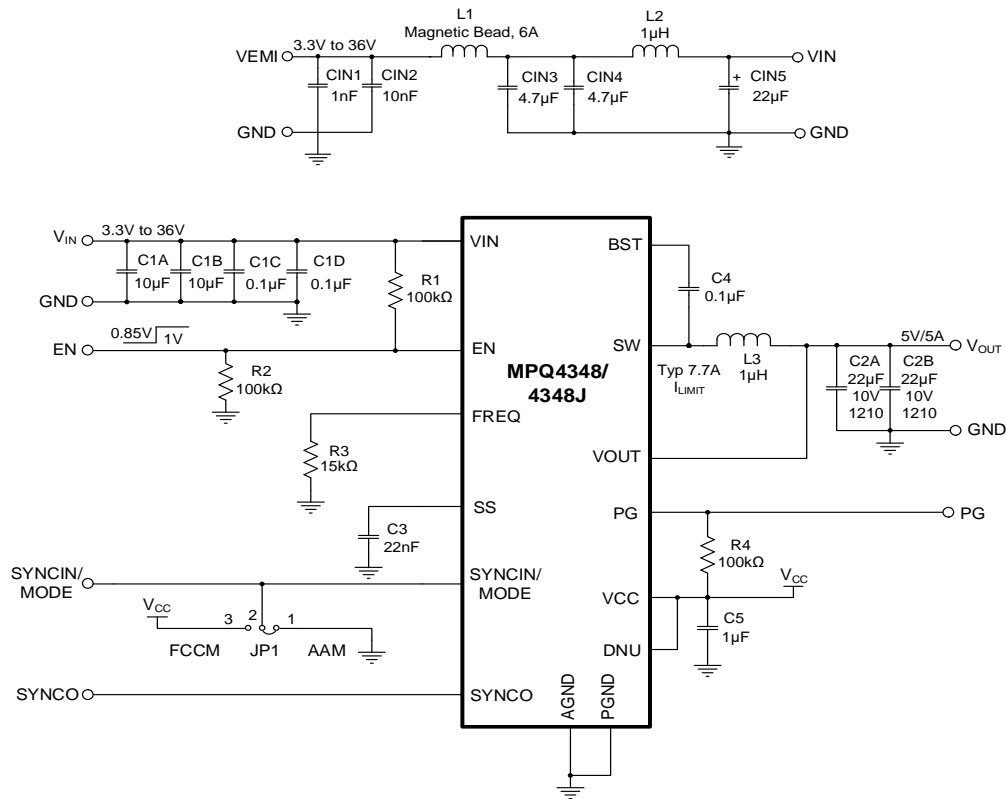 L1
Magnetic Bead, 6A
L2
1µH
VEMI
3.3V to 36V
VIN
CIN1
1nF
CIN2
10nF
CIN3
4.7µF
CIN4
4.7µF
+
CIN5
22µF
GND
GND
VIN
3.3V to 36V
C1A
10µF
C1B
10µF
C1C
0.1µF
C1D
0.1µF
R1
100kΩ
GND
EN
0.85V
1V
R2
100kΩ
R3
15kΩ
C3
22nF
SYNCIN/
MODE
VCC
3
2
1
FCCM
JP1
AAM
SYNCO
VIN
EN
FREQ
SS
SYNCIN/
MODE
SYNCO
MPQ4348/
4348J
BST
SW
VOUT
PG
VCC
DNU
AGND
PGND
C4
0.1µF
Typ 7.7A
ILIMIT
L3
1µH
5V/5A
VOUT
C2A
22µF
10V
1210
C2B
22µF
10V
1210
GND
PG
R4
100kΩ
VCC
C5
1µF